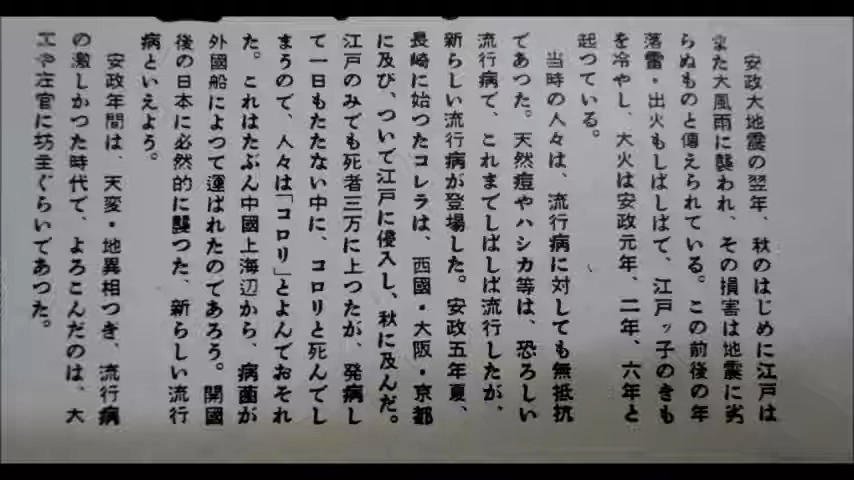 安政大地震の翌年、秋のはじめに江戸は
また大風雨に襲われ、その損害は地震に劣
らぬものと傳えられている。この前後の年
落雷・出火もしばしばで、江戸ッ子のきも
を冷やし、大火は安政元年、二年、六年と
起つている。
当時の人々は、流行病に対しても無抵抗
であつた。天然痘やハシカ等は、恐ろしい
流行病で、これまでしばしば流行したが、
新らしい流行病が登場した。安政五年夏、
長崎に始つたコレラは、西國・大阪・京都
に及び、ついで江戸に侵入し、秋に及んだ。
江戸のみでも死者三万に上つたが、発病し
て一日もたたない中に、コロリと死んでし
まうので、人々は「コロリ」とよんでおそれ
た。これはたぶん中國上海辺から、病菌が
外國船によつて運ばれたのであろう。開國
後の日本に必然的に襲つた、新らしい流行
病といえよう。
安政年間は、天変・地異相つぎ、流行病
の激しかつた時代で、よろこんだのは、大
工や左官に坊主ぐらいであつた。